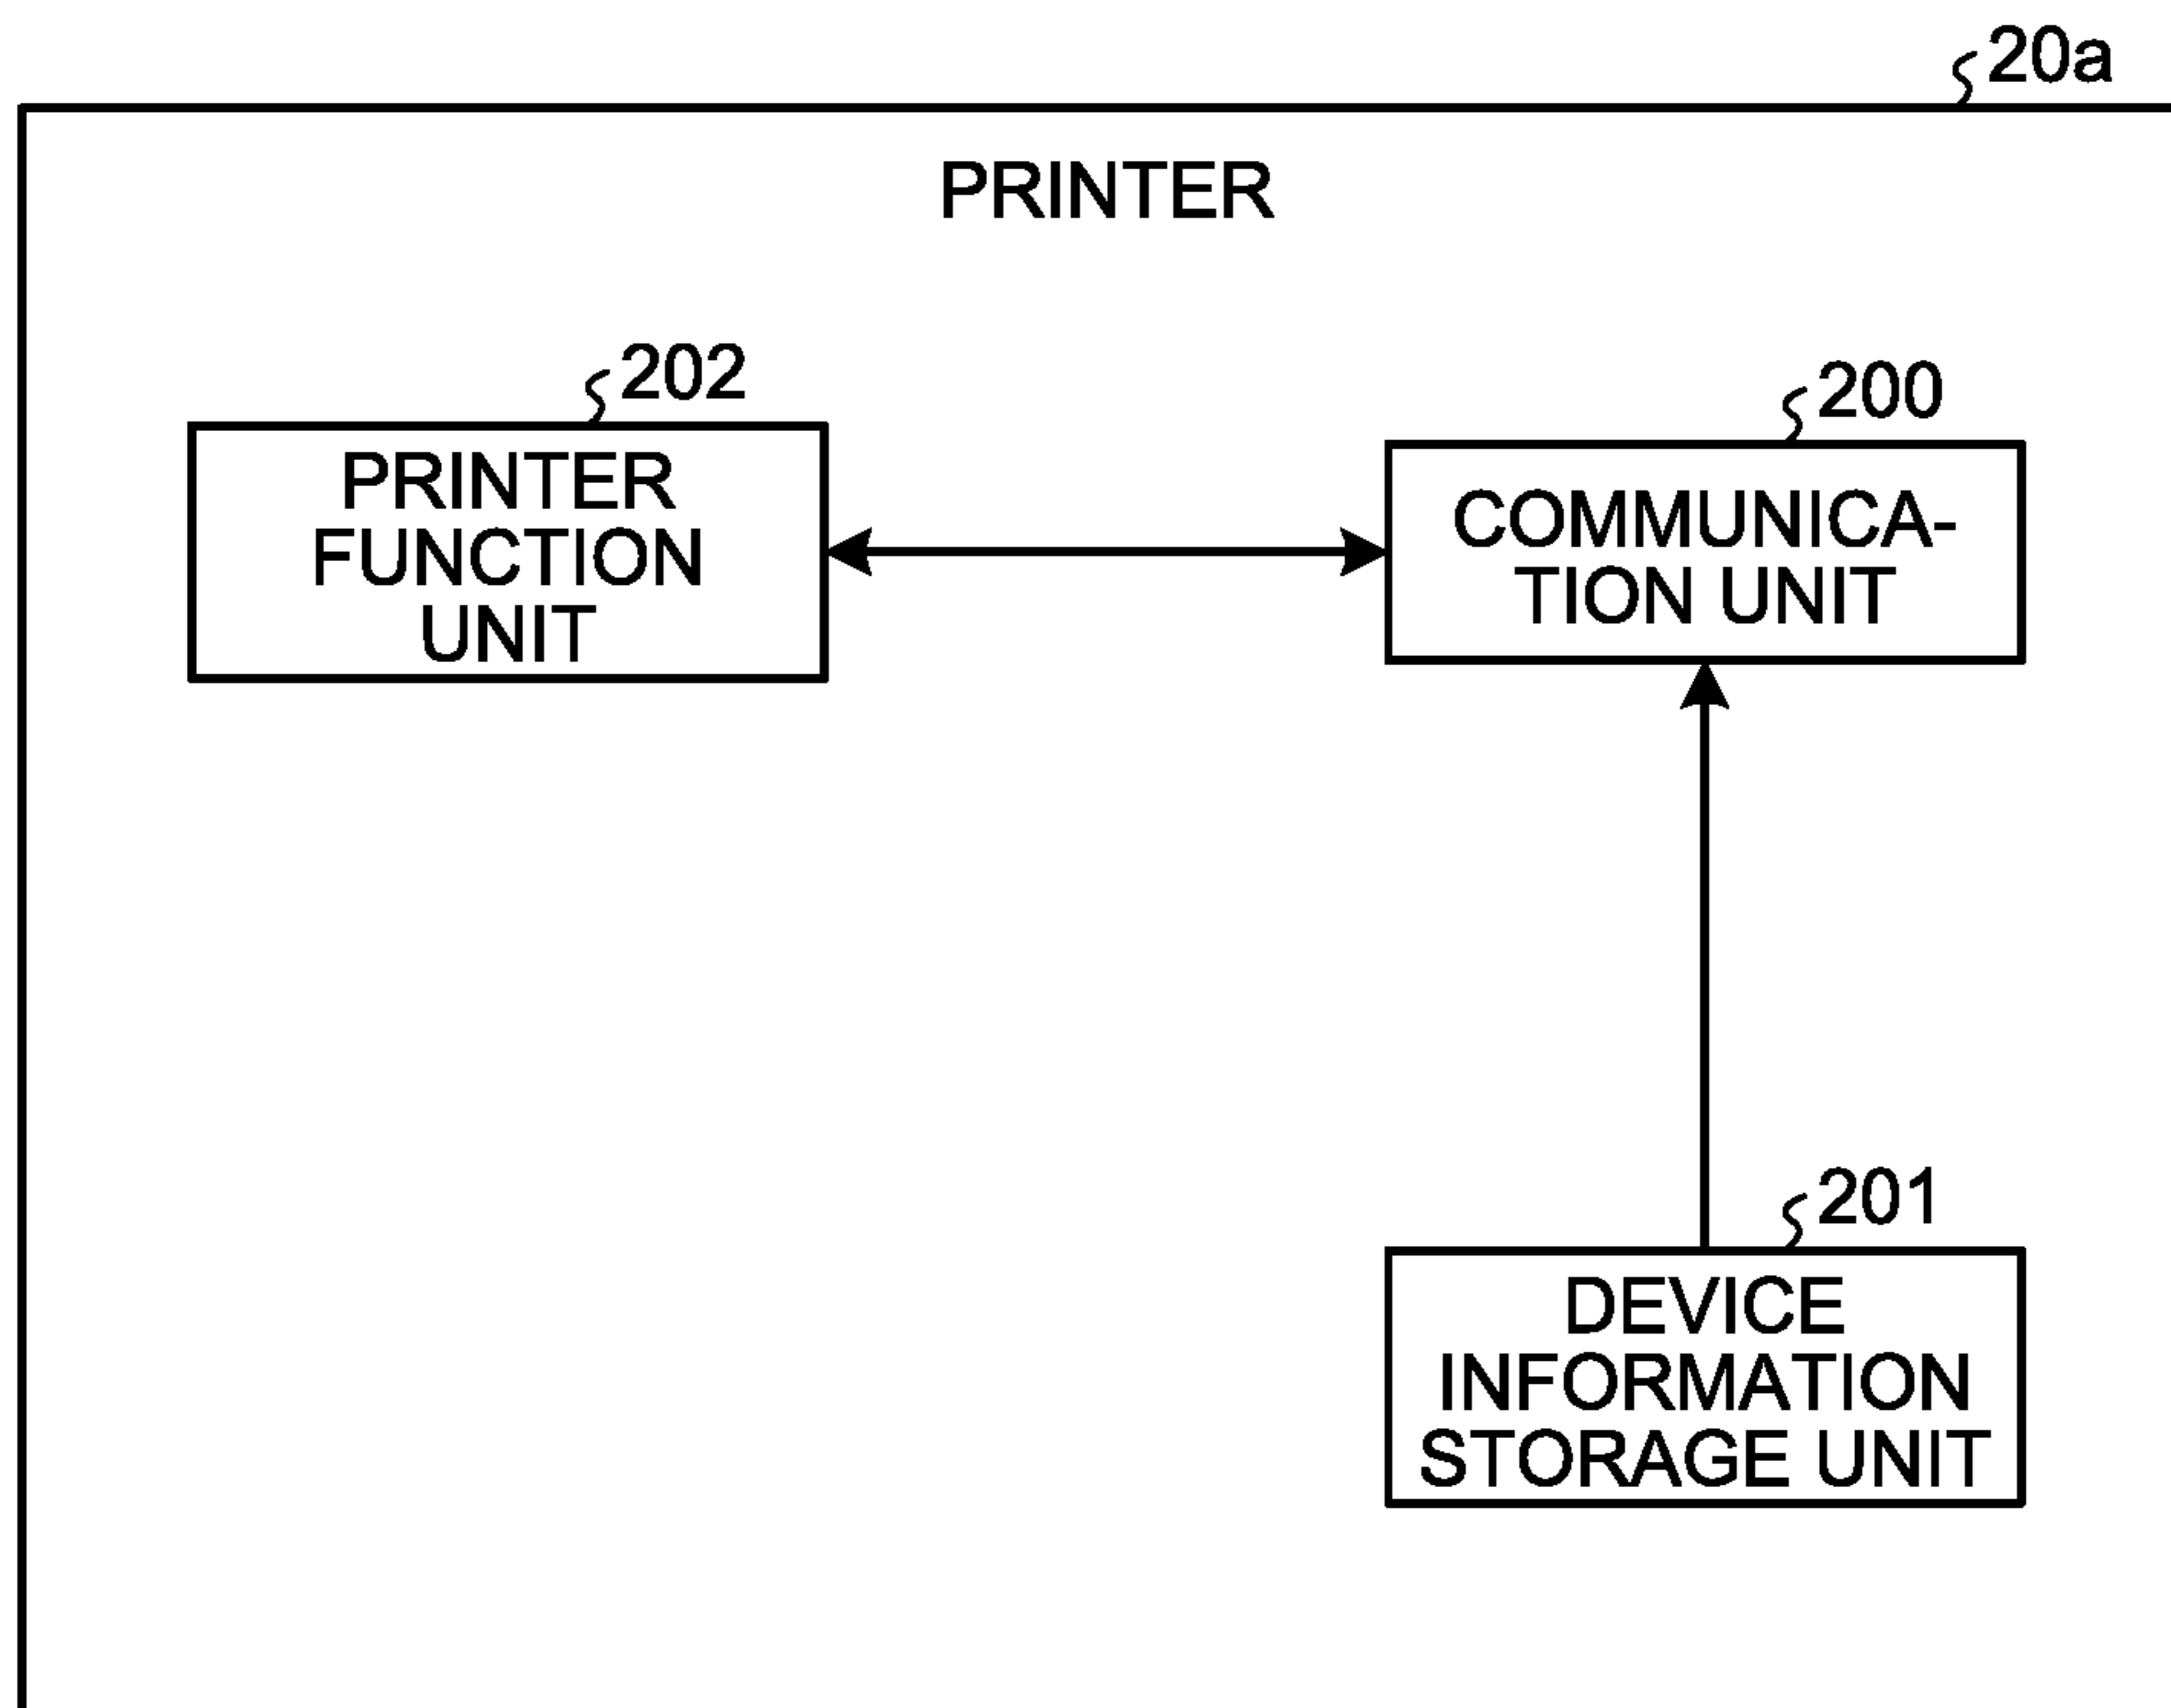 20a
PRINTER
202
PRINTER
FUNCTION
UNIT
200
COMMUNICA-
TION UNIT
201
DEVICE
INFORMATION
STORAGE UNIT